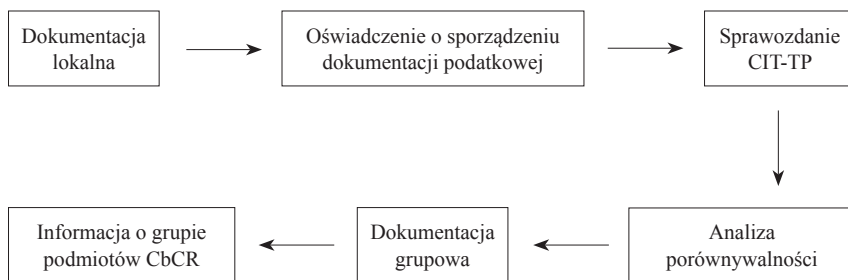 Dokumentacja
lokalna
Oświadczenie o sporządzeniu
dokumentacji podatkowej
Sprawozdanie
CIT-TP
Analiza
porównywalności
Dokumentacja
grupowa
Informacja o grupie
podmiotów CbCR